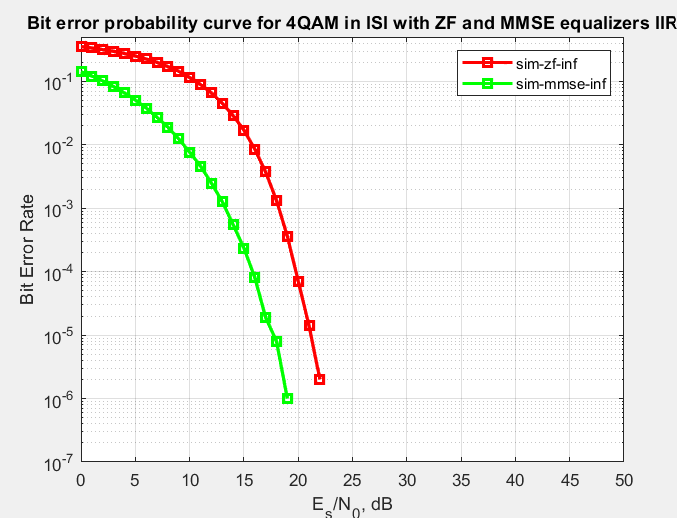 Bit error probability curve for 4QAM in ISI with ZF and MMSE equalizers IIR
sim-zf-inf
sim-mmse-inf
10^-1
10^-2
10^-3
10^-4
10^-5
10^-6
10^-7
Bit Error Rate
0 5 10 15 20 25 30 35 40 45 50
E_s/N_0, dB